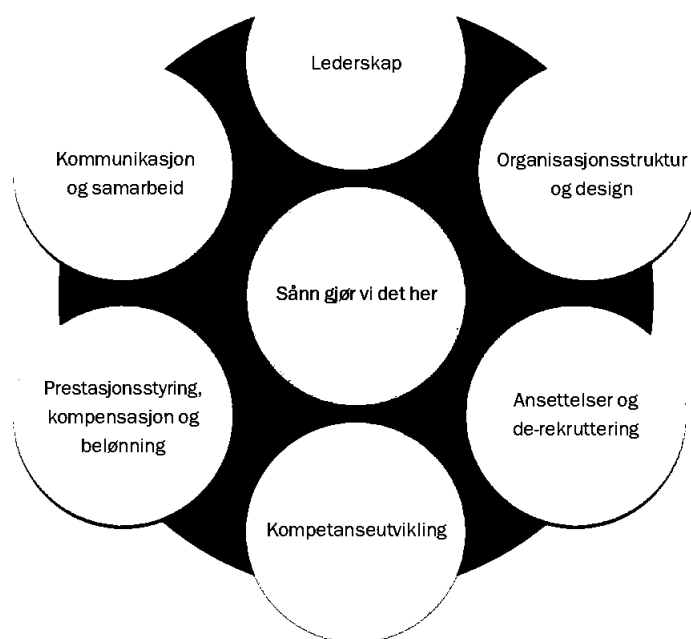 Lederskap
Kommunikasjon
og samarbeid
Organisasjonsstruktur
og design
Sånn gjør vi det her
Prestasjonsstyring,
kompensasjon og
belønning
Ansettelser og
de-rekruttering
Kompetanseutvikling